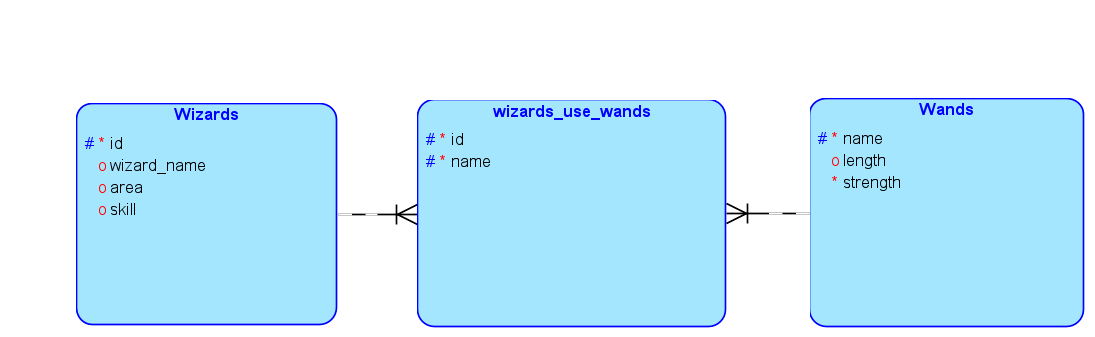 Wizards
# * id
o wizard_name
o area
o skill
wizards_use_wands
# * id
# * name
Wands
# * name
o length
* strength